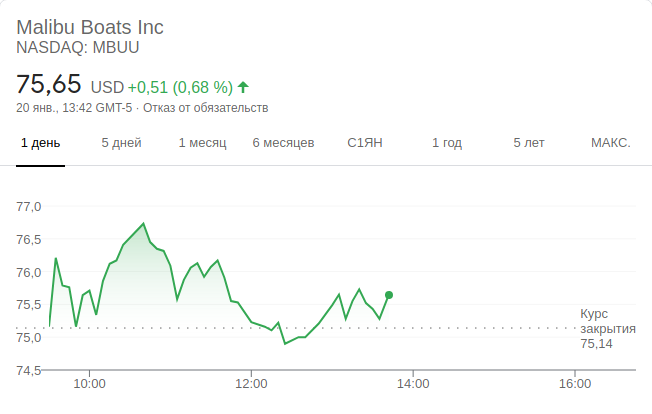 Malibu Boats Inc
NASDAQ: MBUU
75,65 USD +0,51 (0,68 %)
20 янв., 13:42 GMT-5 · Отказ от обязательств
1 день 5 дней 1 месяц 6 месяцев С1ЯН 1 год 5 лет МАКС.
77,0
76,5
76,0
75,5
75,0
74,5
Курс
закрытия
75,14
10:00 12:00 14:00 16:00